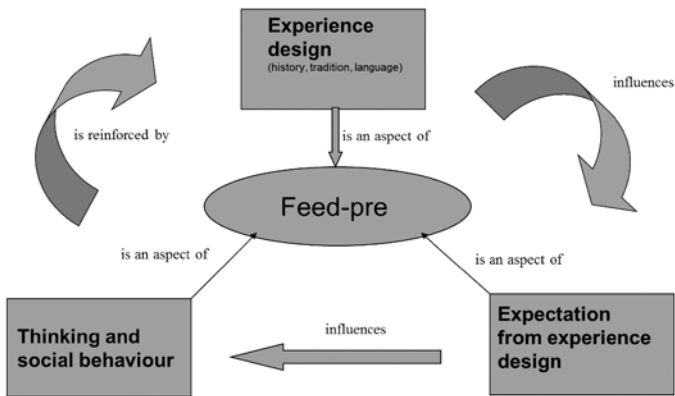 Experience
design
(history, tradition, language)
influences
is reinforced by
is an aspect of
Feed-pre
is an aspect of
is an aspect of
Thinking and
social behaviour
influences
Expectation
from experience
design